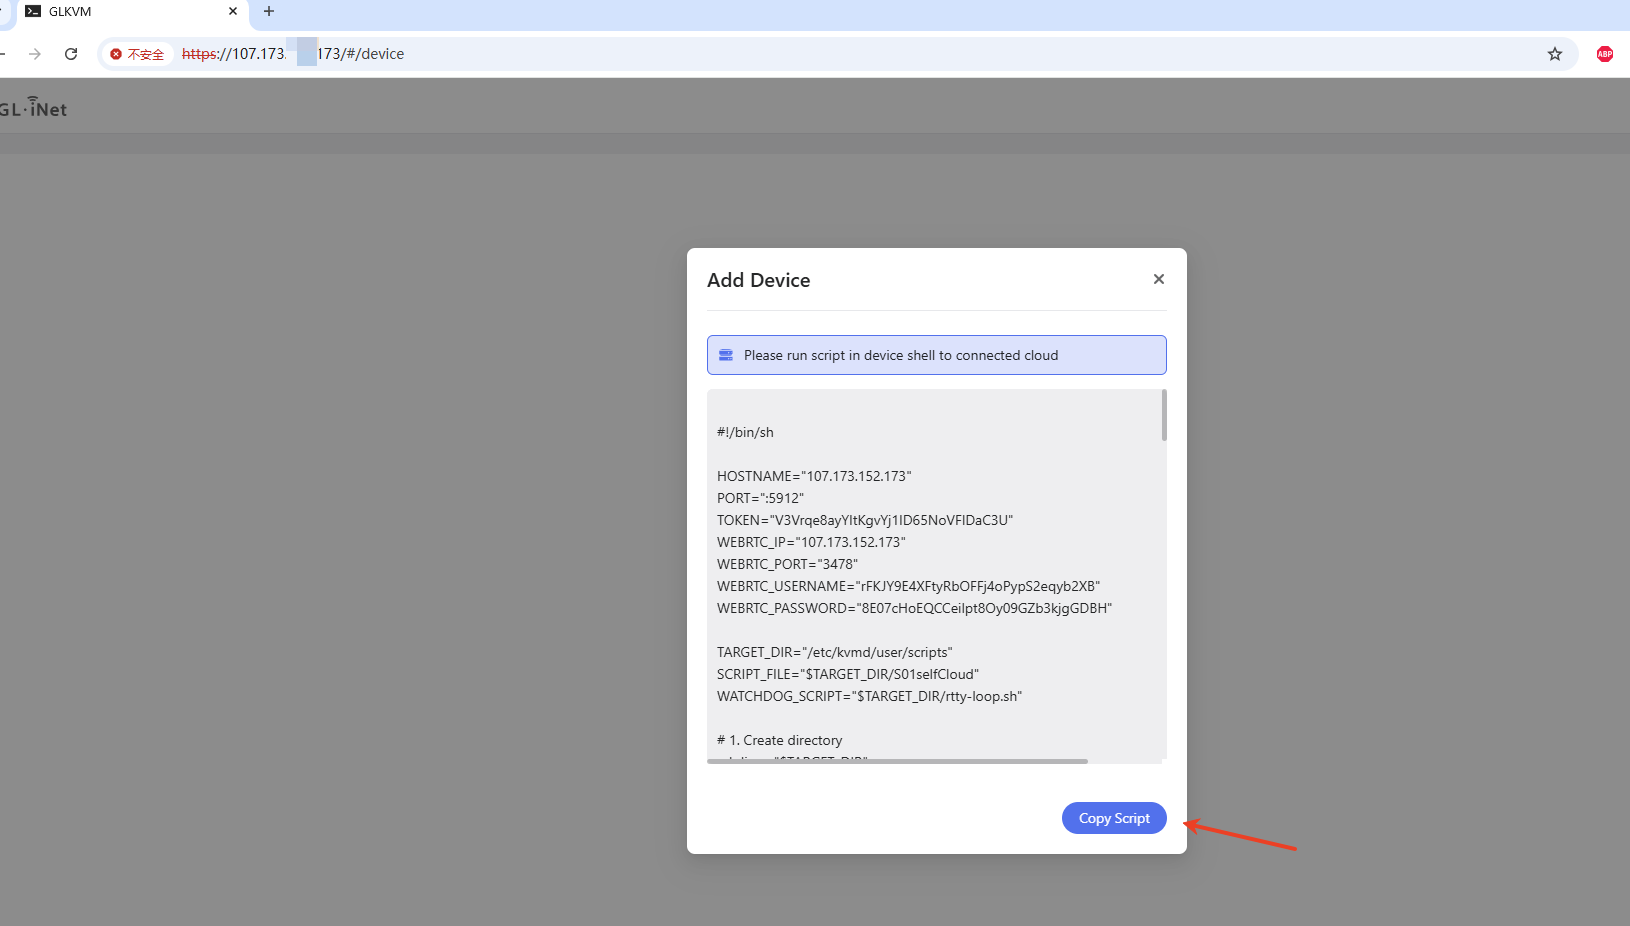 GLKVM
不安全
https://107.173. 173/#/device
GL·iNet
Add Device
Please run script in device shell to connected cloud
#!/bin/sh
HOSTNAME="107.173.152.173"
PORT=":5912"
TOKEN="V3Vrqe8ayYItKgvYj1ID65NoVFIDaC3U"
WEBRTC_IP="107.173.152.173"
WEBRTC_PORT="3478"
WEBRTC_USERNAME="rFKJY9E4XFtyRbOFFj4oPypS2eqyb2XB"
WEBRTC_PASSWORD="8E07cHoEQCCeiIpt8Oy09GZb3kjgGDBH"
TARGET_DIR="/etc/kvmd/user/scripts"
SCRIPT_FILE="$TARGET_DIR/S01selfCloud"
WATCHDOG_SCRIPT="$TARGET_DIR/rtty-loop.sh"
# 1. Create directory
"$TARGET_DIR"
Copy Script
ABP